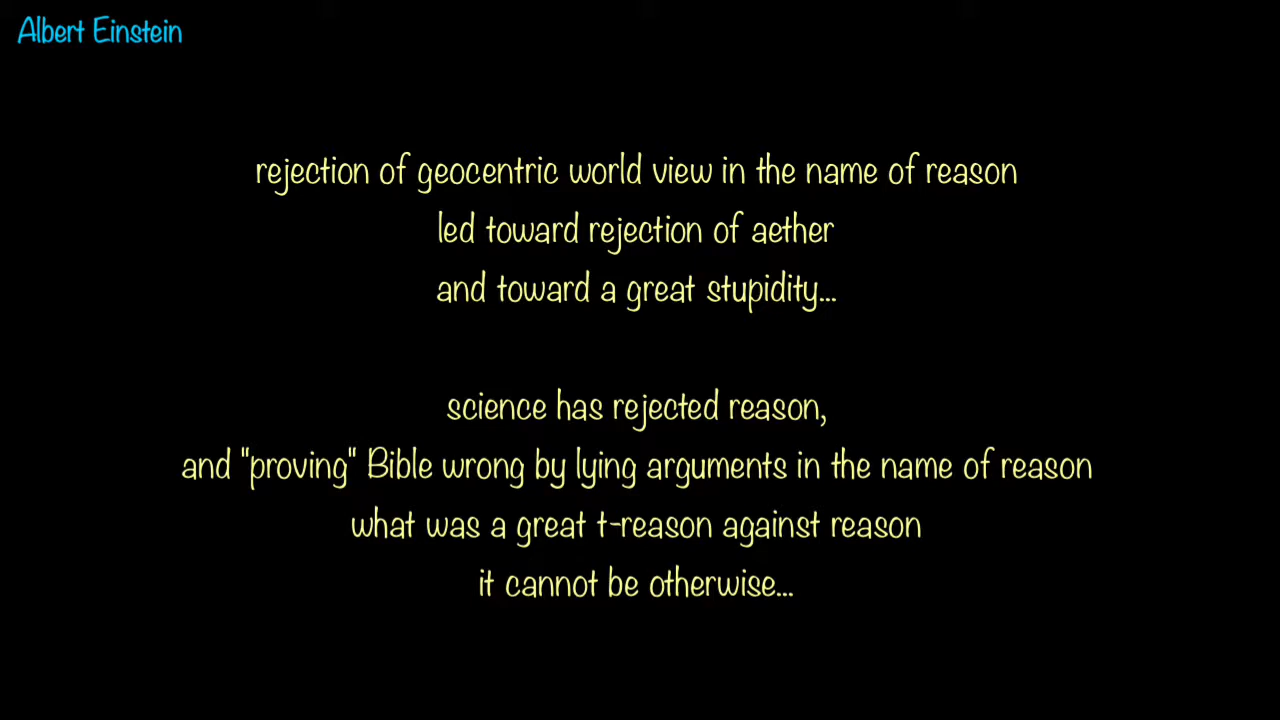 Albert Einstein
rejection of geocentric world view in the name of reason
led toward rejection of aether
and toward a great stupidity...
science has rejected reason,
and "proving" Bible wrong by lying arguments in the name of reason
what was a great t-reason against reason
it cannot be otherwise...